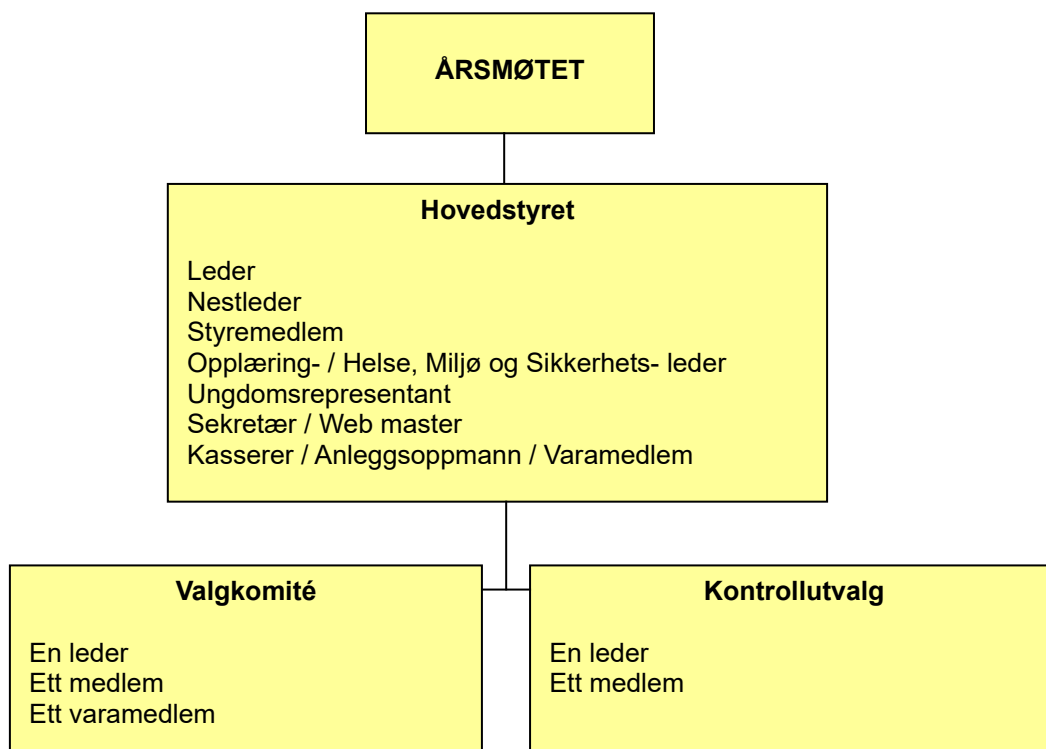 ÅRSMØTET
Hovedstyret
Leder
Nestleder
Styremedlem
Opplæring- / Helse, Miljø og Sikkerhets- leder
Ungdomsrepresentant
Sekretær / Web master
Kasserer / Anleggsoppmann / Varamedlem
Valgkomité
En leder
Ett medlem
Ett varamedlem
Kontrollutvalg
En leder
Ett medlem